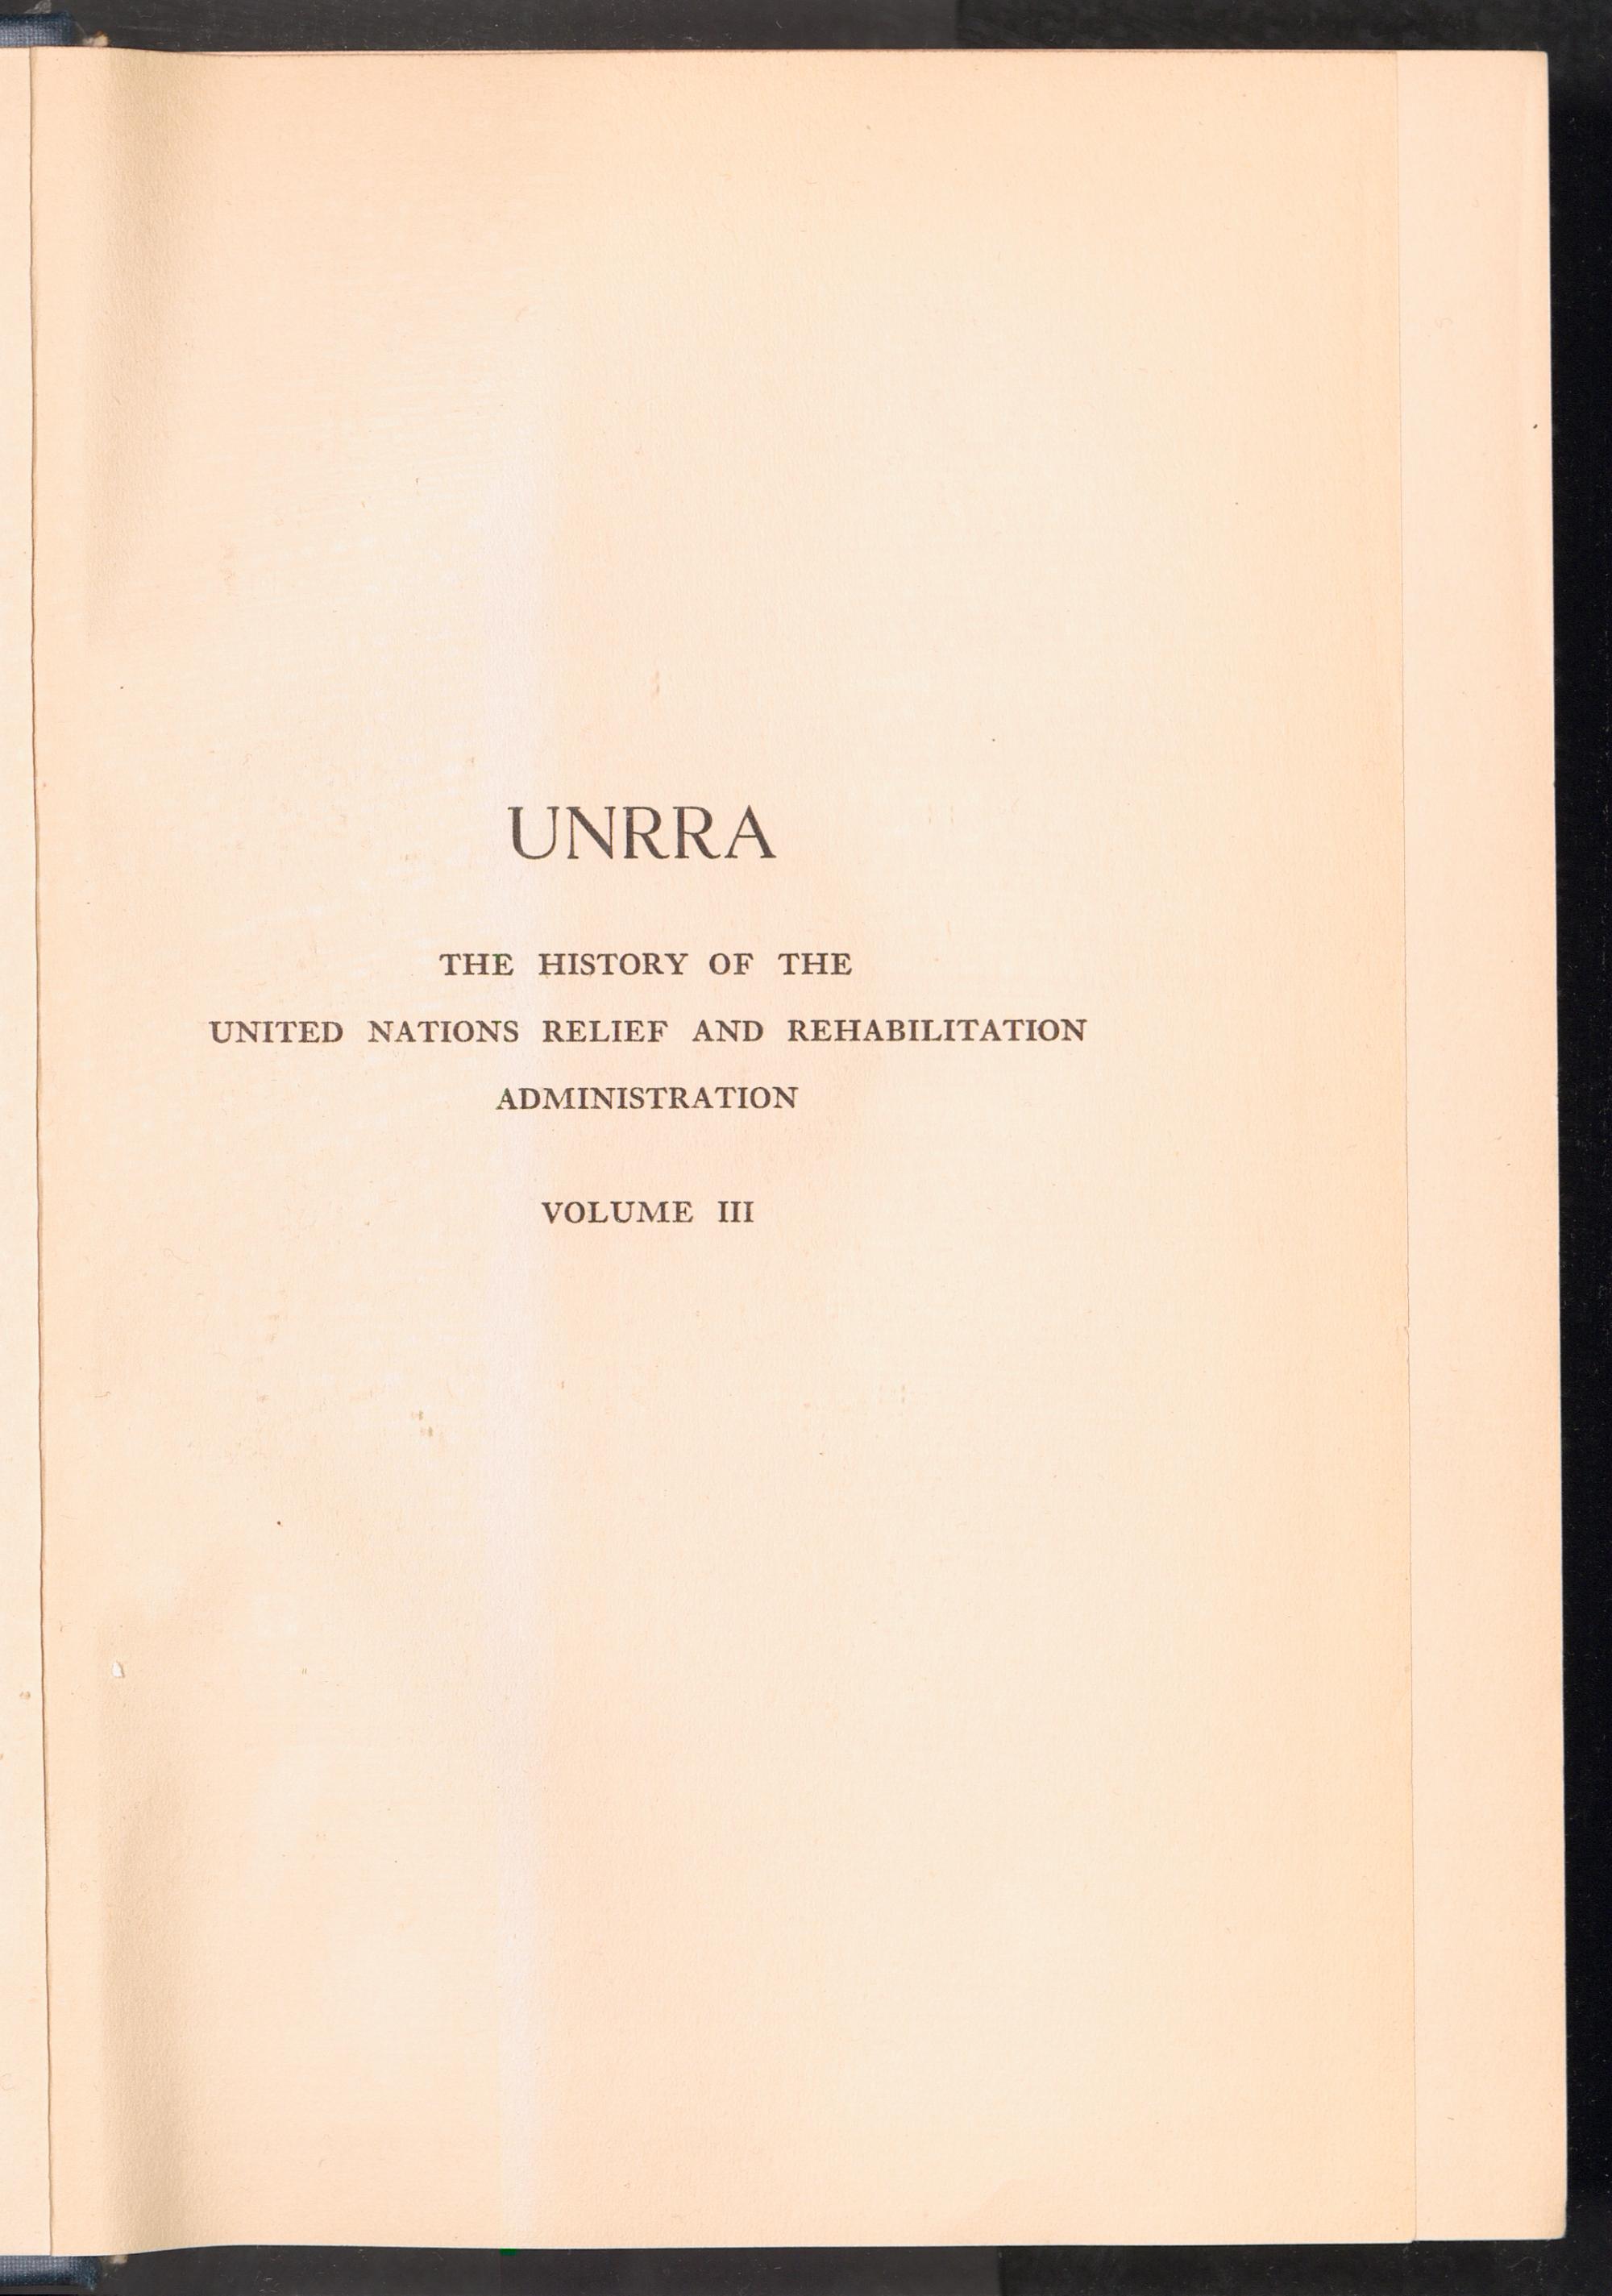 UNRRA
THE HISTORY OF THE
UNITED NATIONS RELIEF AND REHABILITATION
ADMINISTRATION
VOLUME III